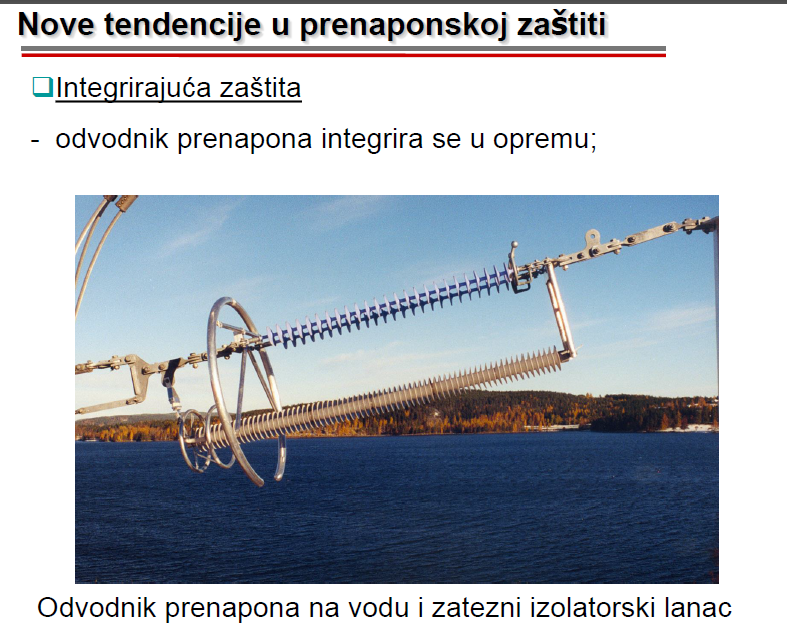 Nove tendencije u prenaponskoj zaštiti
Integrirajuća zaštita
- odvodnik prenapona integrira se u opremu;
Odvodnik prenapona na vodu i zatezni izolatorski lanac